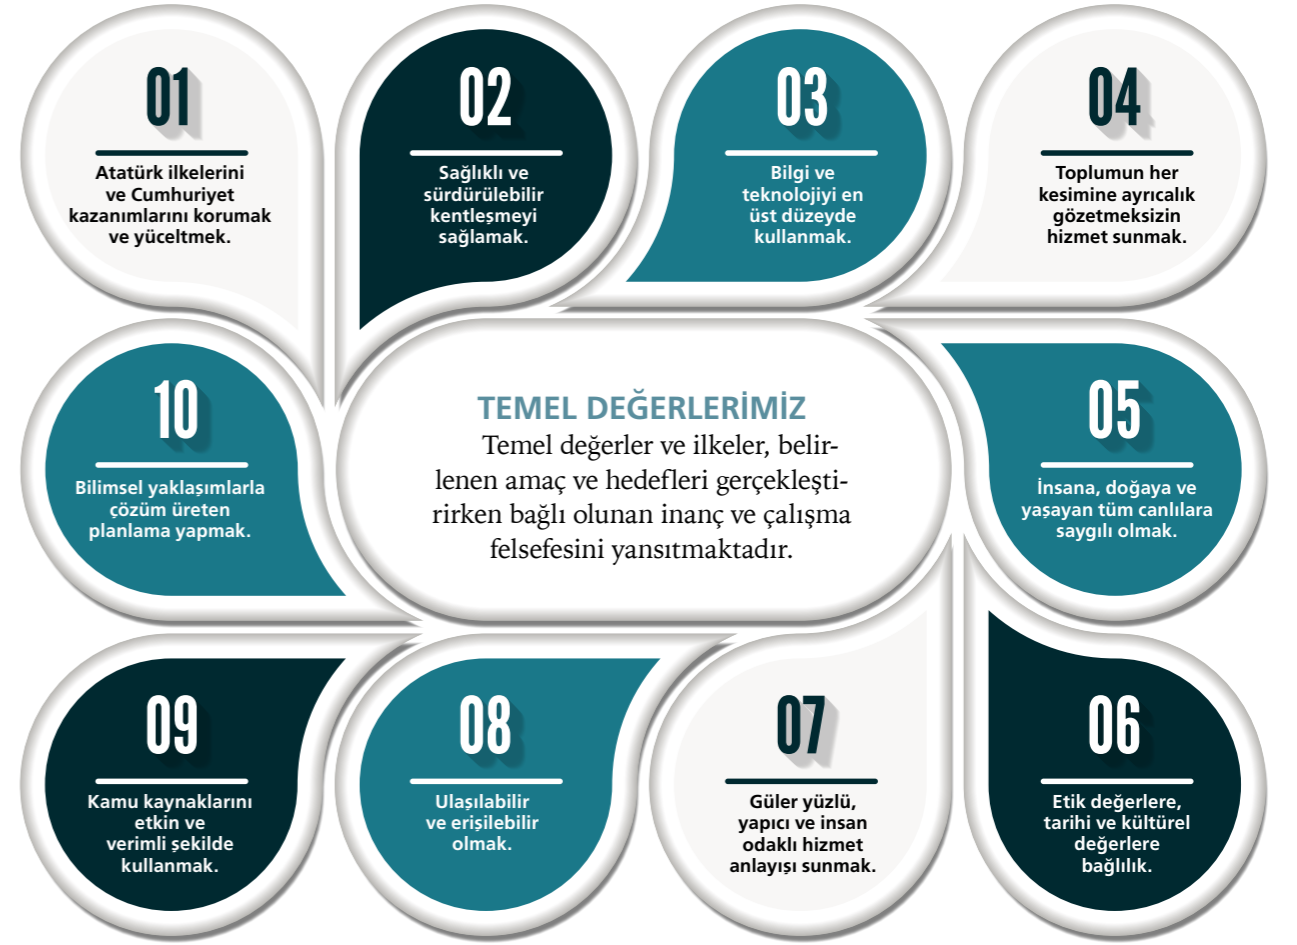 01
Atatürk ilkelerini
ve Cumhuriyet
kazanımlarını korumak
ve yüceltmek.
02
Sağlıklı ve
sürdürülebilir
kentleşmeyi
sağlamak.
03
Bilgi ve
teknolojiyi en
üst düzeyde
kullanmak.
04
Toplumun her
kesimine ayrıcalık
gözetmeksizin
hizmet sunmak.
TEMEL DEĞERLERİMİZ
Temel değerler ve ilkeler, belir-
lenen amaç ve hedefleri gerçekleşti-
rirken bağlı olunan inanç ve çalışma
felsefesini yansıtmaktadır.
05
İnsana, doğaya ve
yaşayan tüm canlılara
saygılı olmak.
06
Etik değerlere,
tarihi ve kültürel
değerlere
bağlılık.
07
Güler yüzlü,
yapıcı ve insan
odaklı hizmet
anlayışı sunmak.
08
Ulaşılabilir
ve erişilebilir
olmak.
09
Kamu kaynaklarını
etkin ve
verimli şekilde
kullanmak.
10
Bilimsel yaklaşımlarla
çözüm üreten
planlama yapmak.